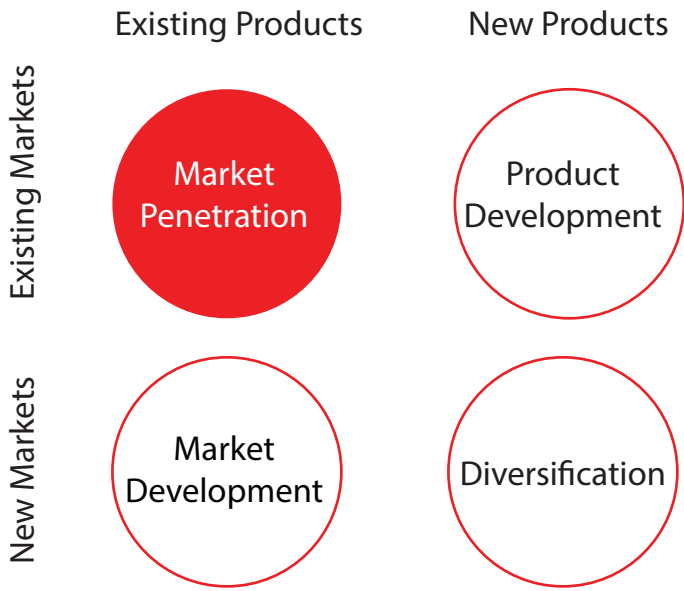 Existing Products
New Products
Existing Markets
Market
Penetration
Product
Development
New Markets
Market
Development
Diversification